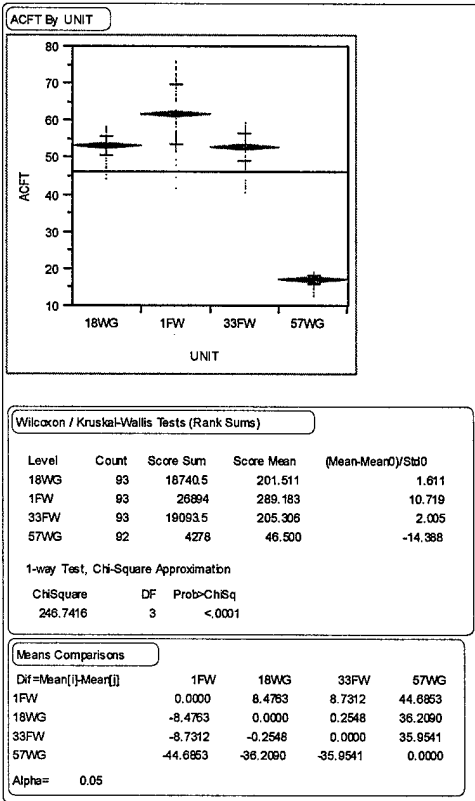 ACFT By UNIT
80
70
60
50
40
30
20
10
ACFT
18WG 1FW 33FW 57WG
UNIT
Wilcoxon / Kruskal-Wallis Tests (Rank Sums)
Level Count Score Sum Score Mean (Mean-Mean0)/Std0
18WG 93 18740.5 201.511 1.611
1FW 93 26894 289.183 10.719
33FW 93 19093.5 205.306 2.005
57WG 92 4278 46.500 -14.388
1-way Test, Chi-Square Approximation
ChiSquare DF Prob>ChiSq
246.7416 3 <.0001
Means Comparisons
Dif=Mean[i]-Mean[j] 1FW 18WG 33FW 57WG
1FW 0.0000 8.4763 8.7312 44.6853
18WG -8.4763 0.0000 0.2548 36.2090
33FW -8.7312 -0.2548 0.0000 35.9541
57WG -44.6853 -36.2090 -35.9541 0.0000
Alpha= 0.05